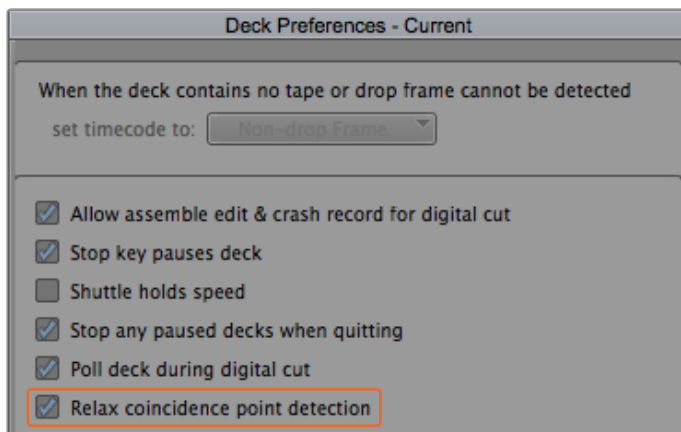 Deck Preferences - Current
When the deck contains no tape or drop frame cannot be detected
set timecode to: Non-drop Frame
Allow assemble edit & crash record for digital cut
Stop key pauses deck
Shuttle holds speed
Stop any paused decks when quitting
Poll deck during digital cut
Relax coincidence point detection